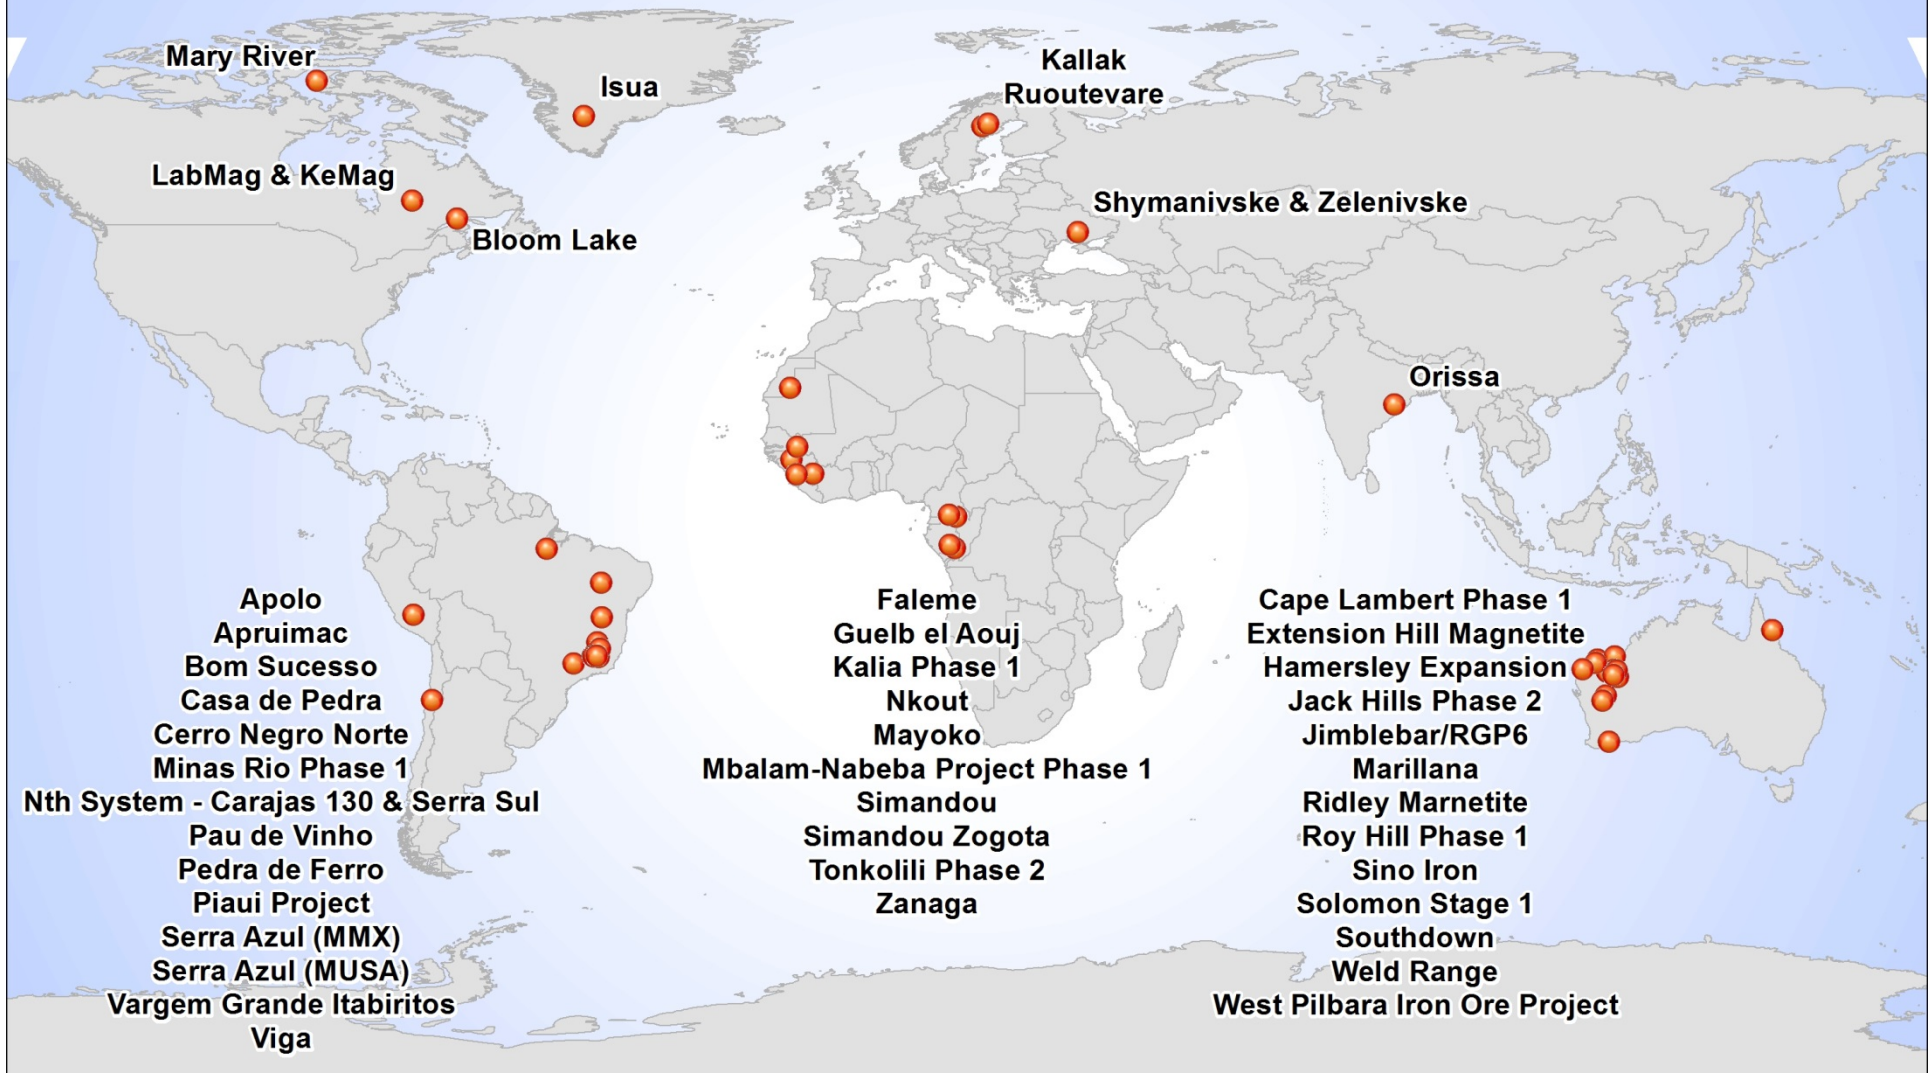 Mary River
Isua
Kallak
Ruoutevare
LabMag & KeMag
Bloom Lake
Shymanivske & Zelenivske
Orissa
Apolo
Apruimac
Bom Sucesso
Casa de Pedra
Cerro Negro Norte
Minas Rio Phase 1
Nth System - Carajas 130 & Serra Sul
Pau de Vinho
Pedra de Ferro
Piaui Project
Serra Azul (MMX)
Serra Azul (MUSA)
Vargem Grande Itabiritos
Viga
Faleme
Guelb el Aouj
Kalia Phase 1
Nkout
Mayoko
Mbalam-Nabeba Project Phase 1
Simandou
Simandou Zogota
Tonkolili Phase 2
Zanaga
Cape Lambert Phase 1
Extension Hill Magnetite
Hamersley Expansion
Jack Hills Phase 2
Jimblebar/RGP6
Marillana
Ridley Marnetite
Roy Hill Phase 1
Sino Iron
Solomon Stage 1
Southdown
Weld Range
West Pilbara Iron Ore Project